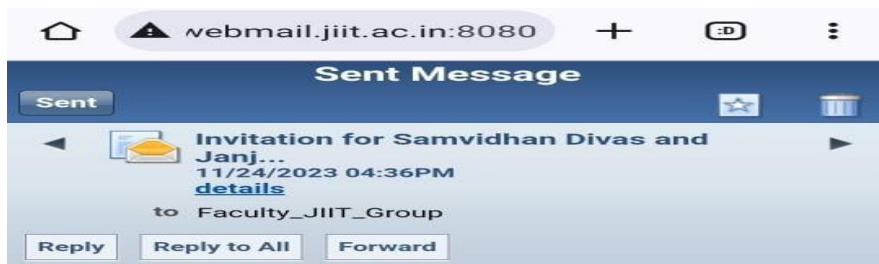 webmail.jiit.ac.in:8080
:D
Sent Message
Sent
Invitation for Samvidhan Divas and
Janj...
11/24/2023 04:36PM
details
to Faculty_JIIT_Group
Reply Reply to All Forward